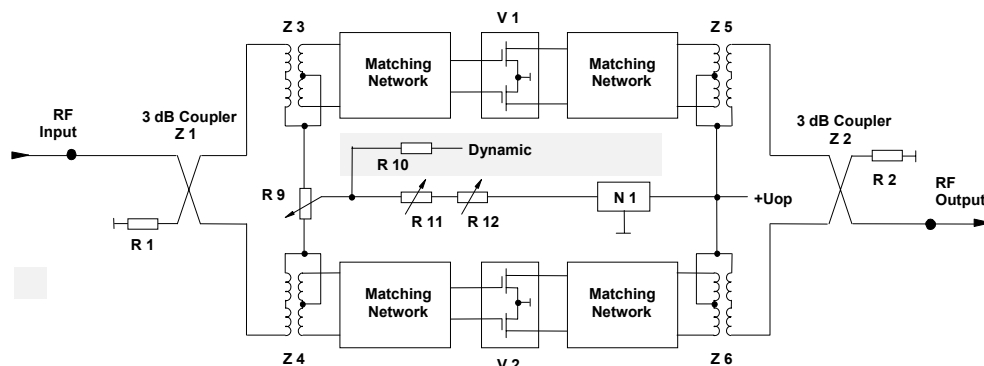 Z 3
V 1
Z 5
Matching
Network
Matching
Network
RF
Input
3 dB Coupler
Z 1
3 dB Coupler
Z 2
R 10
Dynamic
R 9
R 11
R 12
N 1
+Uop
R 2
RF
Output
R 1
Matching
Network
Matching
Network
Z 4
V 2
Z 6